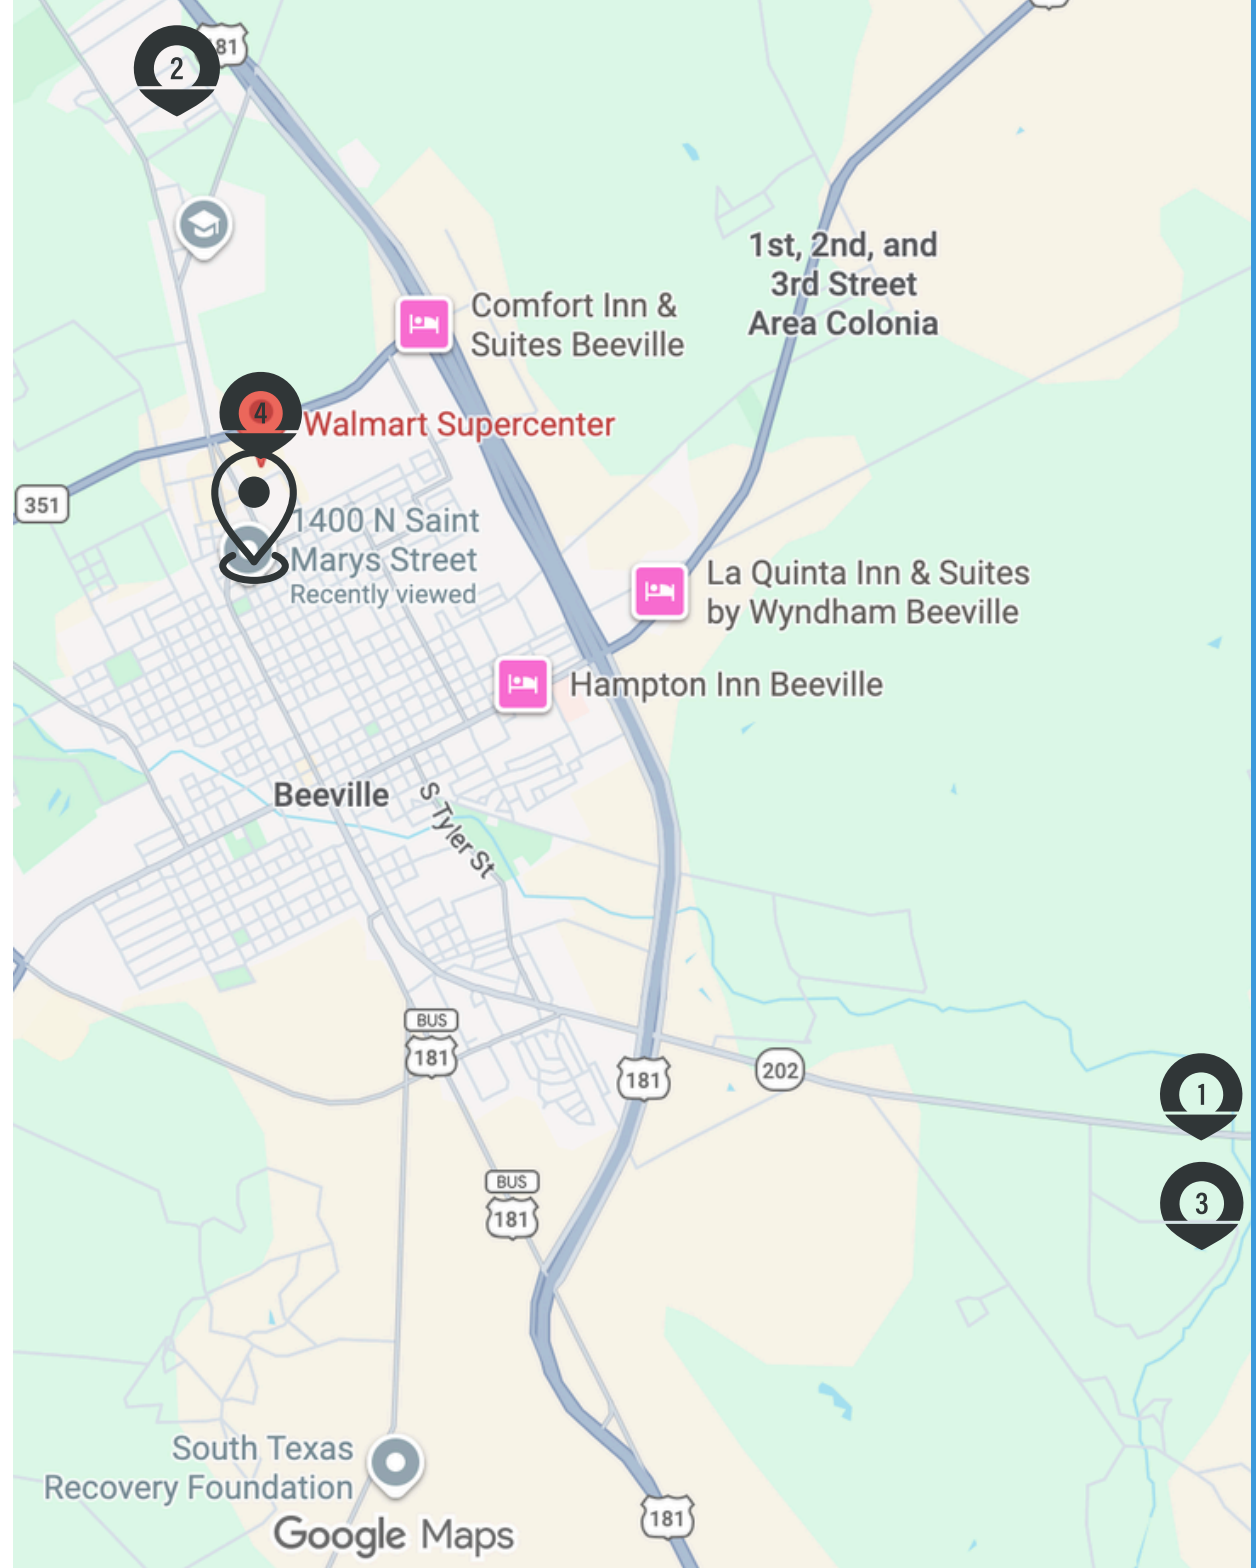 81
2
1st, 2nd, and
3rd Street
Area Colonia
Comfort Inn &
Suites Beeville
4
Walmart Supercenter
351
1400 N Saint
Marys Street
Recently viewed
La Quinta Inn & Suites
by Wyndham Beeville
Hampton Inn Beeville
Beeville
S Tyler St
BUS
181
181
202
1
BUS
181
3
South Texas
Recovery Foundation
Google Maps
181